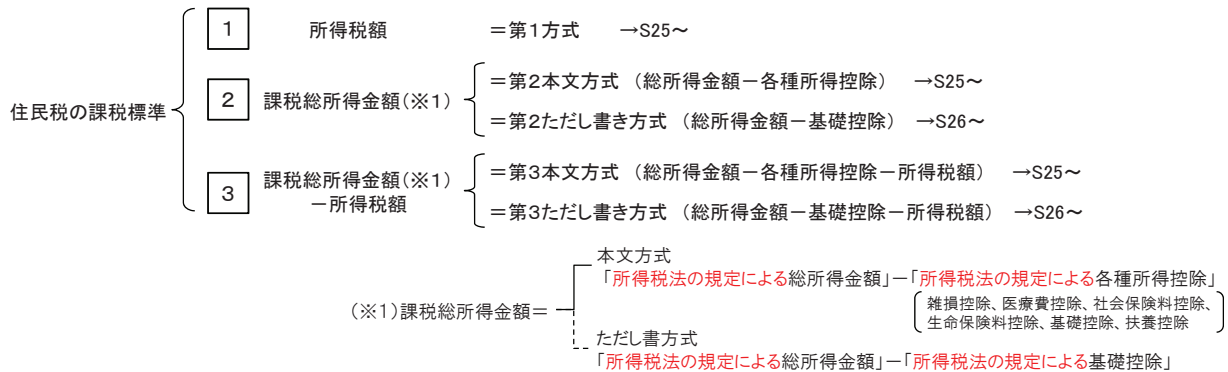 1 所得税額 =第1方式 →S25~
住民税の課税標準
2 課税総所得金額(※1)
=第2本文方式 (総所得金額-各種所得控除) →S25~
=第2ただし書き方式 (総所得金額-基礎控除) →S26~
3 課税総所得金額(※1)
-所得税額
=第3本文方式 (総所得金額-各種所得控除-所得税額) →S25~
=第3ただし書き方式 (総所得金額-基礎控除-所得税額) →S26~
(※1)課税総所得金額=
本文方式
「所得税法の規定による総所得金額」-「所得税法の規定による各種所得控除」
雑損控除、医療費控除、社会保険料控除、
生命保険料控除、基礎控除、扶養控除
ただし書方式
「所得税法の規定による総所得金額」-「所得税法の規定による基礎控除」